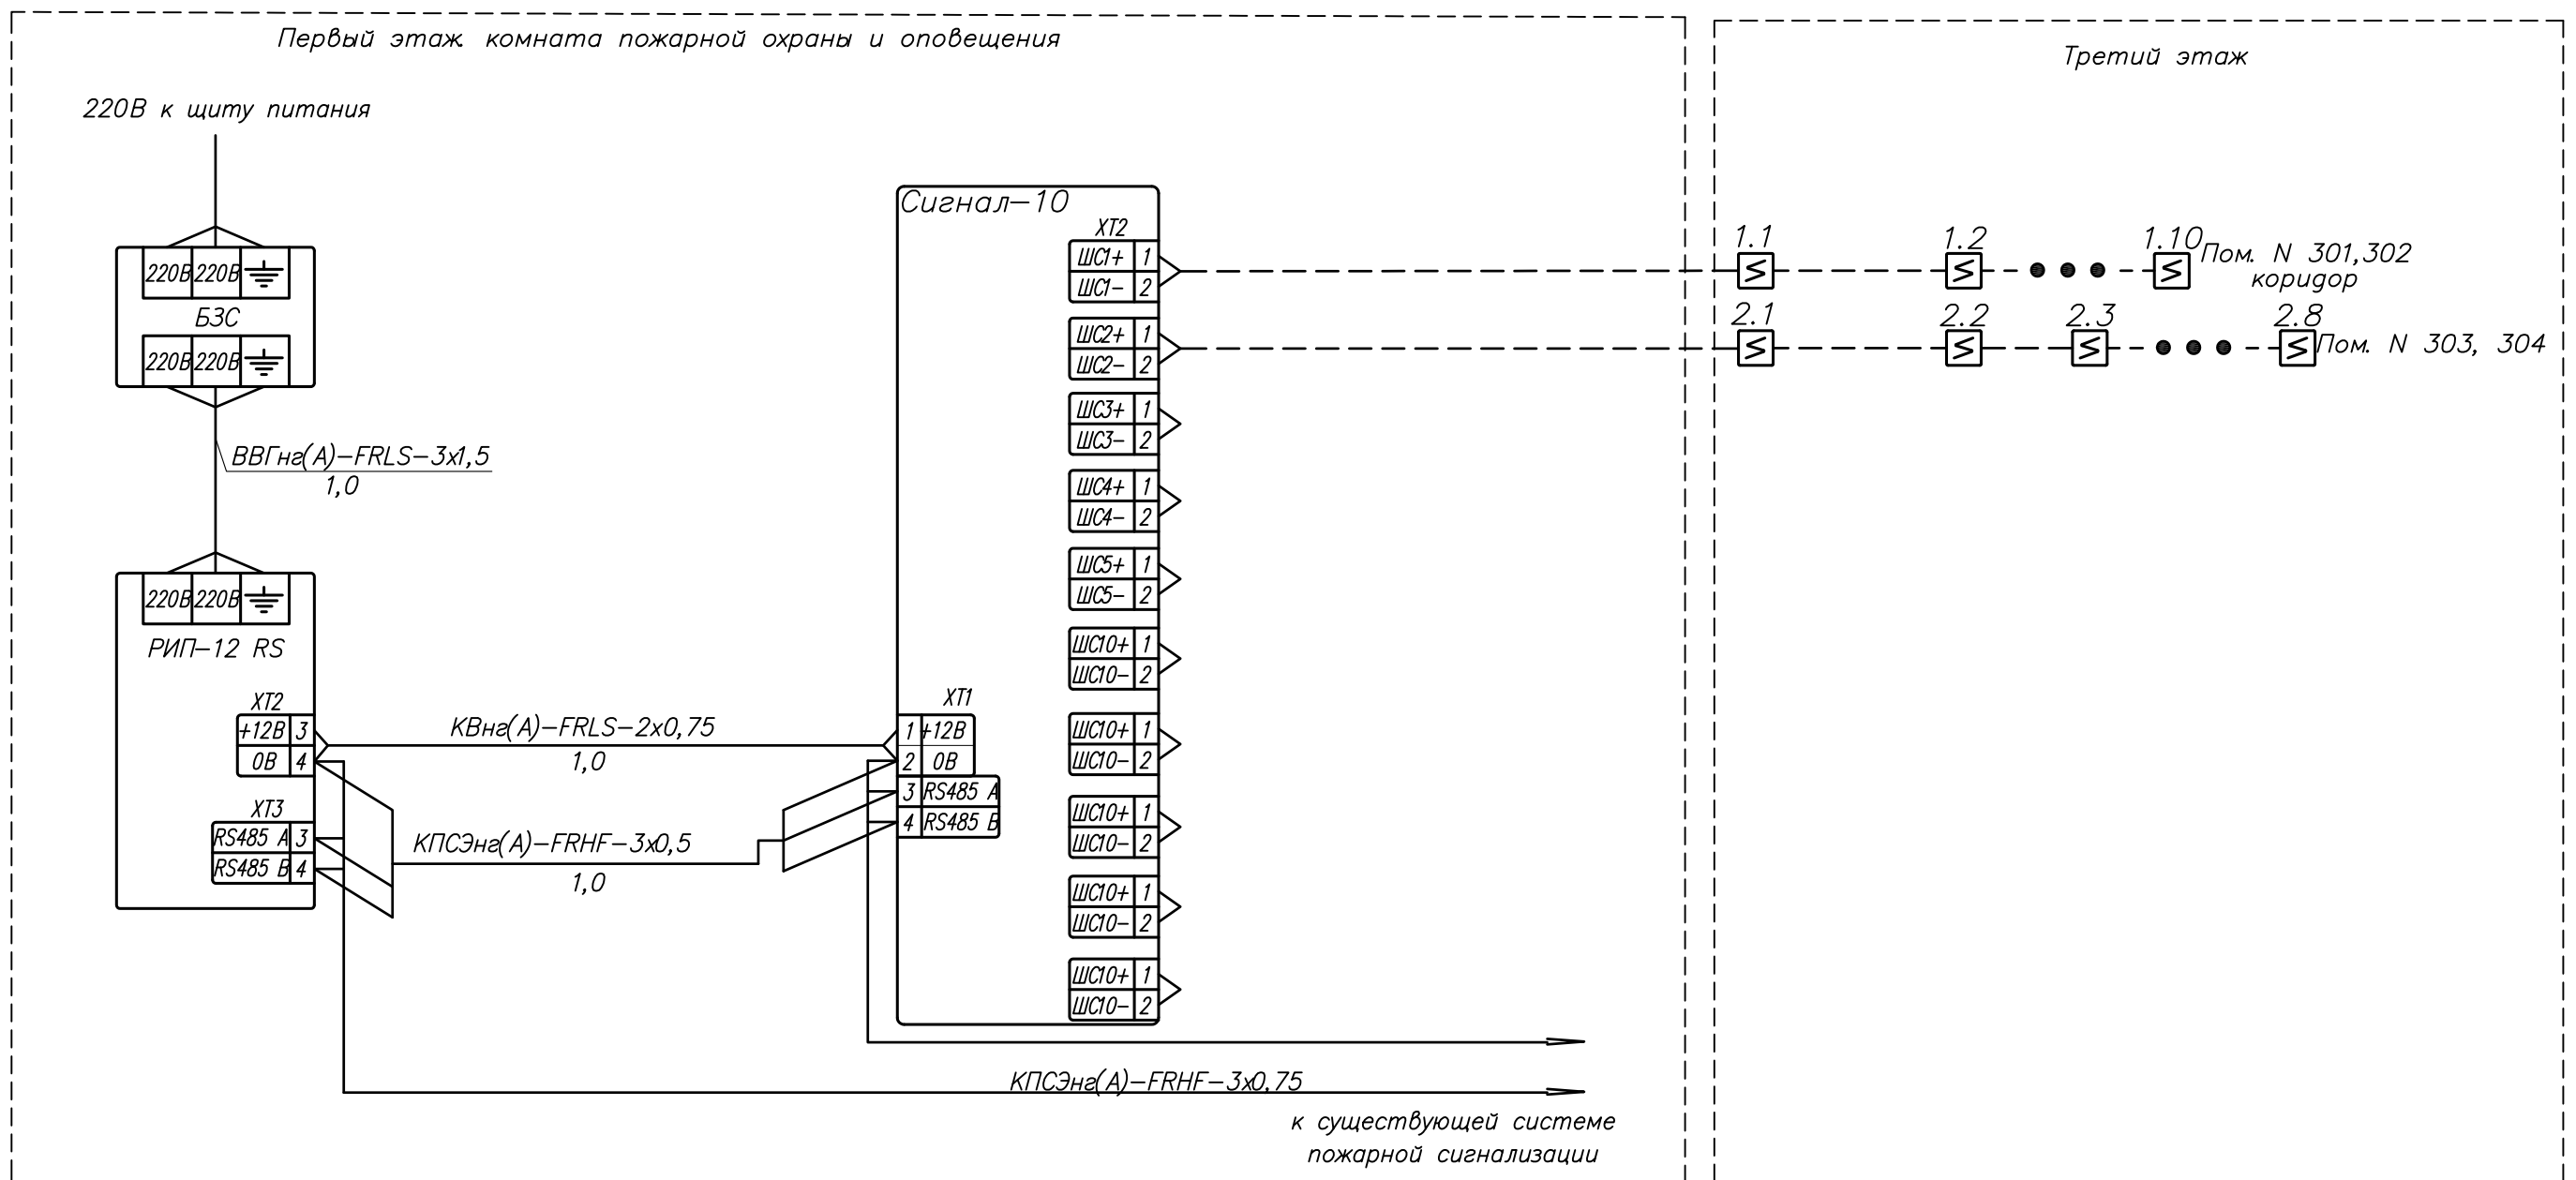 Первый этаж. комната пожарной охраны и оповещения
Третий этаж
220В к щиту питания
220В 220В
БЗС
220В 220В
ВВГнг(А)-FRLS-3х1,5
1,0
220В 220В
РИП-12 RS
ХТ2
+12В 3
0В 4
ХТ3
RS485 А 3
RS485 В 4
КВнг(А)-FRLS-2х0,75
1,0
КПСЭнг(А)-FRHF-3х0,5
1,0
Сигнал-10
ХТ1
1 +12В
2 0В
3 RS485 А
4 RS485 В
ХТ2
ШС1+ 1
ШС1- 2
ШС2+ 1
ШС2- 2
ШС3+ 1
ШС3- 2
ШС4+ 1
ШС4- 2
ШС5+ 1
ШС5- 2
ШС10+ 1
ШС10- 2
ШС10+ 1
ШС10- 2
ШС10+ 1
ШС10- 2
ШС10+ 1
ШС10- 2
ШС10+ 1
ШС10- 2
1.1 1.2 1.10 Пом. N 301,302
коридор
2.1 2.2 2.3 2.8 Пом. N 303, 304
КПСЭнг(А)-FRHF-3х0,75
к существующей системе
пожарной сигнализации